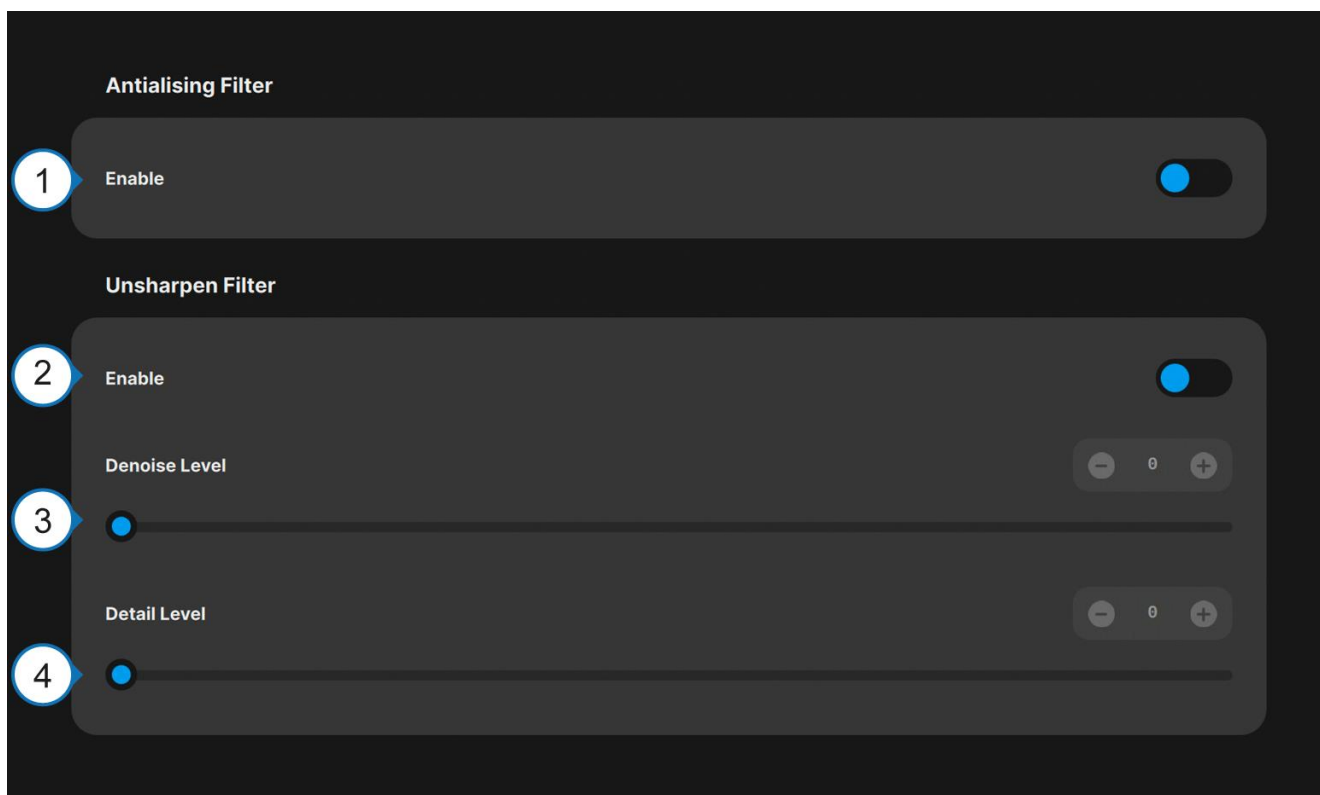 Antialising Filter
1
Enable
Unsharpen Filter
2
Enable
Denoise Level
0
3
Detail Level
0
4